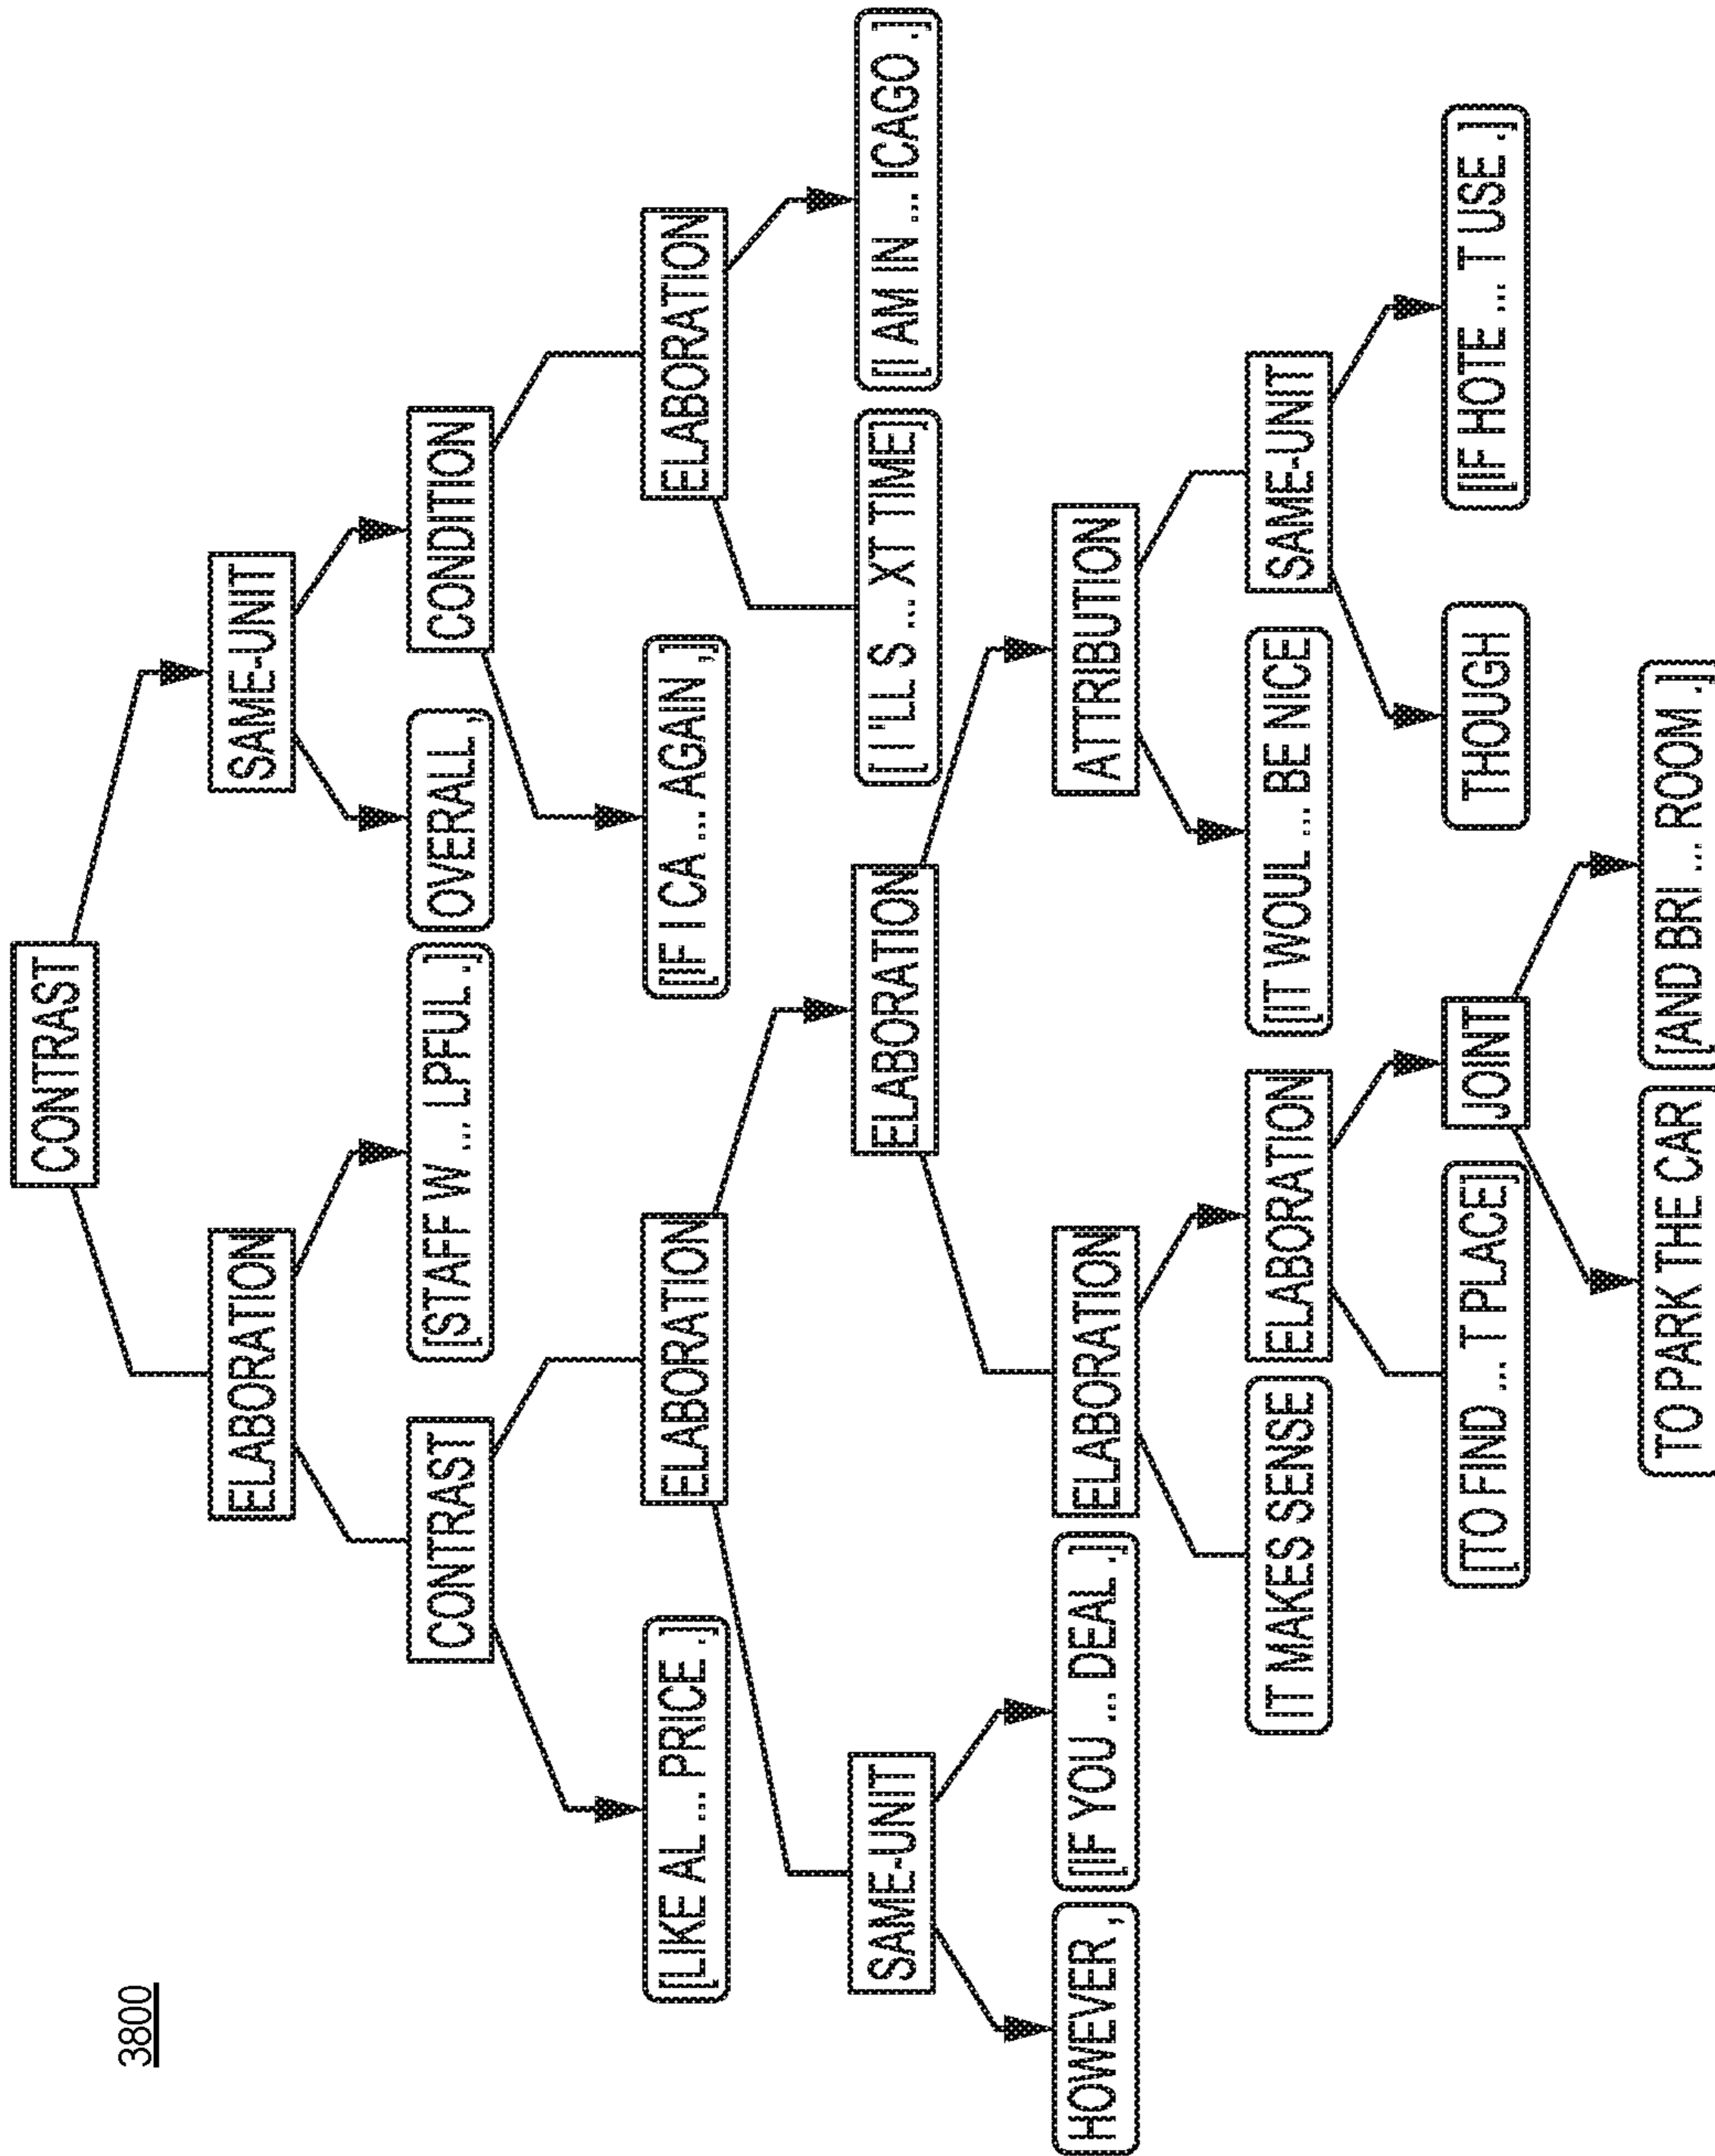 3800
CONTRAST
ELABORATION
SAME-UNIT
CONTRAST
[STAFF W ... LPFUL .]
OVERALL,
CONDITION
[LIKE AL ... PRICE .]
ELABORATION
[IF I CA ... AGAIN ,]
ELABORATION
SAME-UNIT
ELABORATION
[I 'LL S ... XT TIME]
[I AM IN ... ICAGO .]
HOWEVER ,
[IF YOU ... DEAL .]
ELABORATION
ATTRIBUTION
IT MAKES SENSE
ELABORATION
[IT WOUL ... BE NICE
SAME-UNIT
[TO FIND ... T PLACE]
JOINT
THOUGH
[IF HOTE ... T USE .]
TO PARK THE CAR
[AND BRI ... ROOM .]